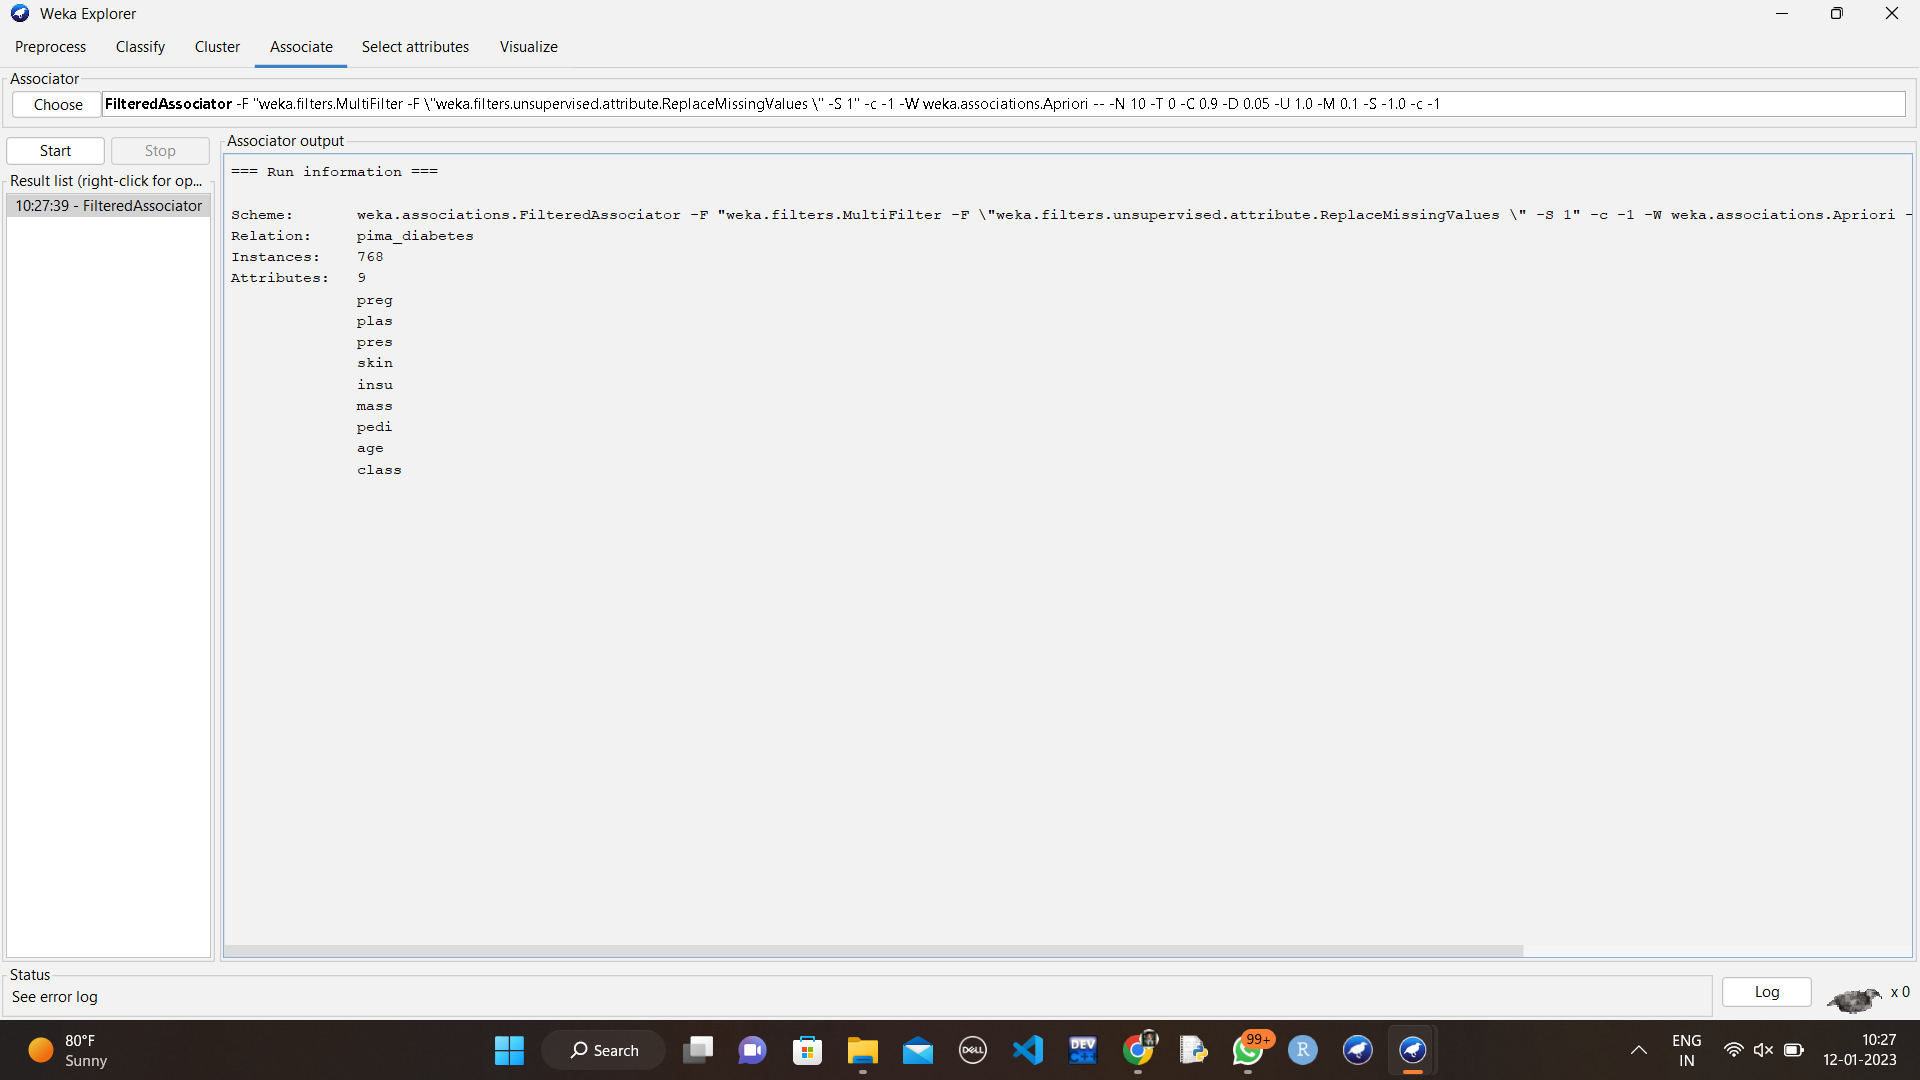 Weka Explorer
Preprocess Classify Cluster Associate Select attributes Visualize
Associator
Choose FilteredAssociator -F "weka.filters.MultiFilter -F \"weka.filters.unsupervised.attribute.ReplaceMissingValues \" -S 1" -c -1 -W weka.associations.Apriori -- -N 10 -T 0 -C 0.9 -D 0.05 -U 1.0 -M 0.1 -S -1.0 -c -1
Start Stop
Result list (right-click for op...
10:27:39 - FilteredAssociator
Associator output
=== Run information ===
Scheme: weka.associations.FilteredAssociator -F "weka.filters.MultiFilter -F \"weka.filters.unsupervised.attribute.ReplaceMissingValues \" -S 1" -c -1 -W weka.associations.Apriori -
Relation: pima_diabetes
Instances: 768
Attributes: 9
preg
plas
pres
skin
insu
mass
pedi
age
class
Status
See error log
Log
x 0
80°F
Sunny
Search
DELL
DEV
C++
99+
R
ENG
IN
10:27
12-01-2023